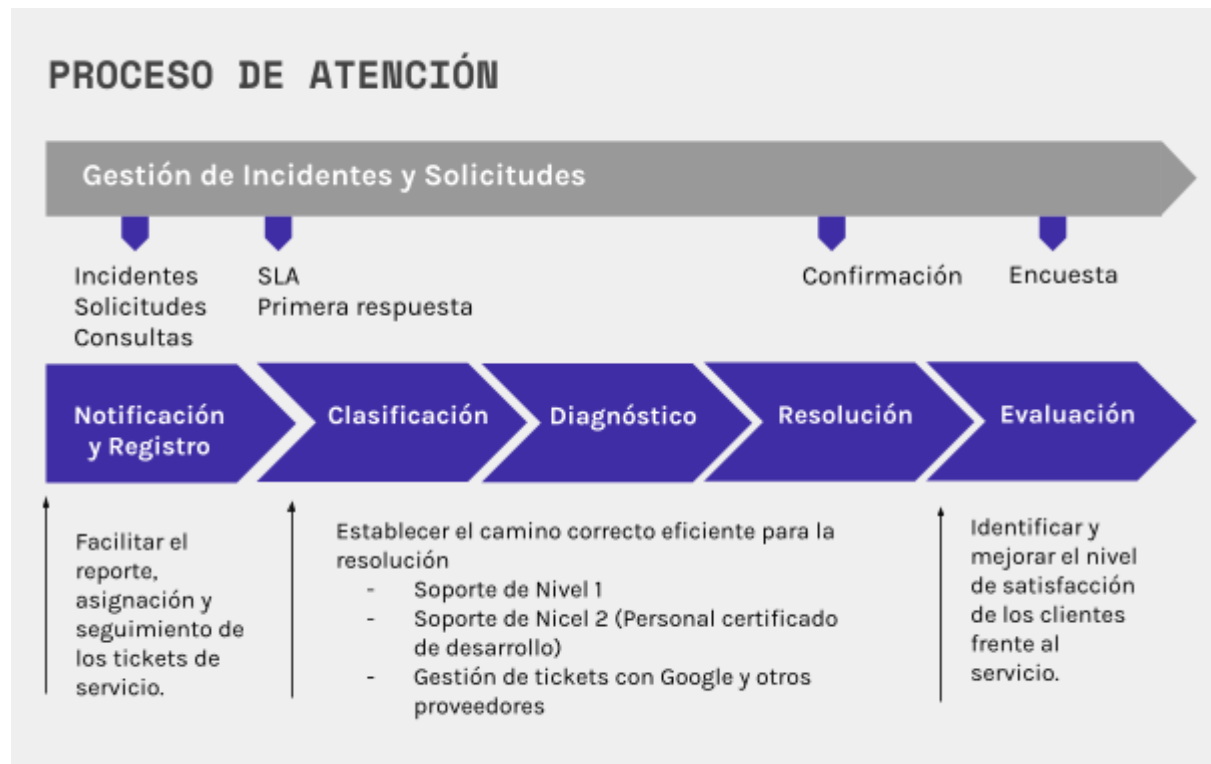 PROCESO DE ATENCIÓN
Gestión de Incidentes y Solicitudes
Incidentes
Solicitudes
Consultas
SLA
Primera respuesta
Confirmación
Encuesta
Notificación
y Registro
Clasificación
Diagnóstico
Resolución
Evaluación
Facilitar el
reporte,
asignación y
seguimiento de
los tickets de
servicio.
Establecer el camino correcto eficiente para la
resolución
- Soporte de Nivel 1
- Soporte de Nicel 2 (Personal certificado
de desarrollo)
- Gestión de tickets con Google y otros
proveedores
Identificar y
mejorar el nivel
de satisfacción
de los clientes
frente al
servicio.